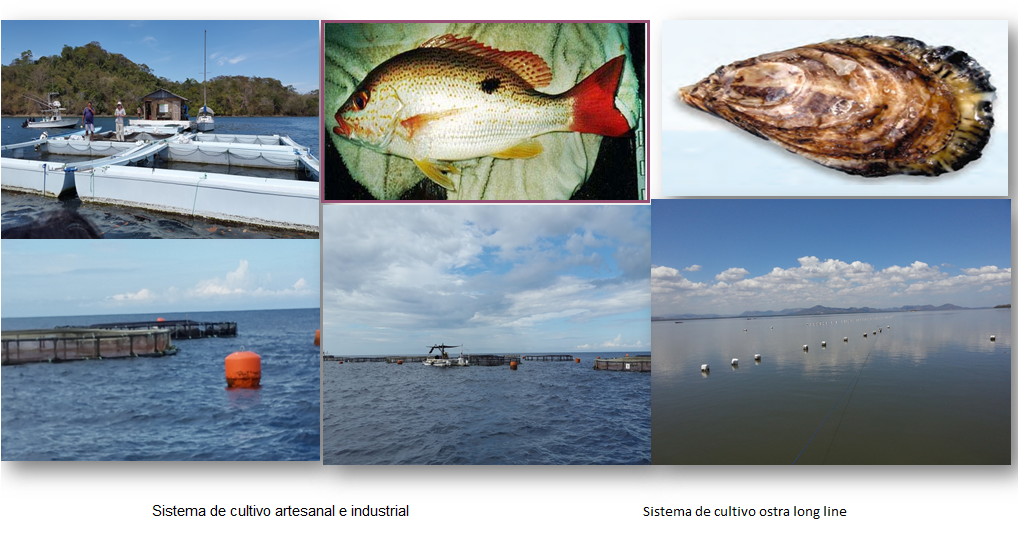 Sistema de cultivo artesanal e industrial
Sistema de cultivo ostra long line